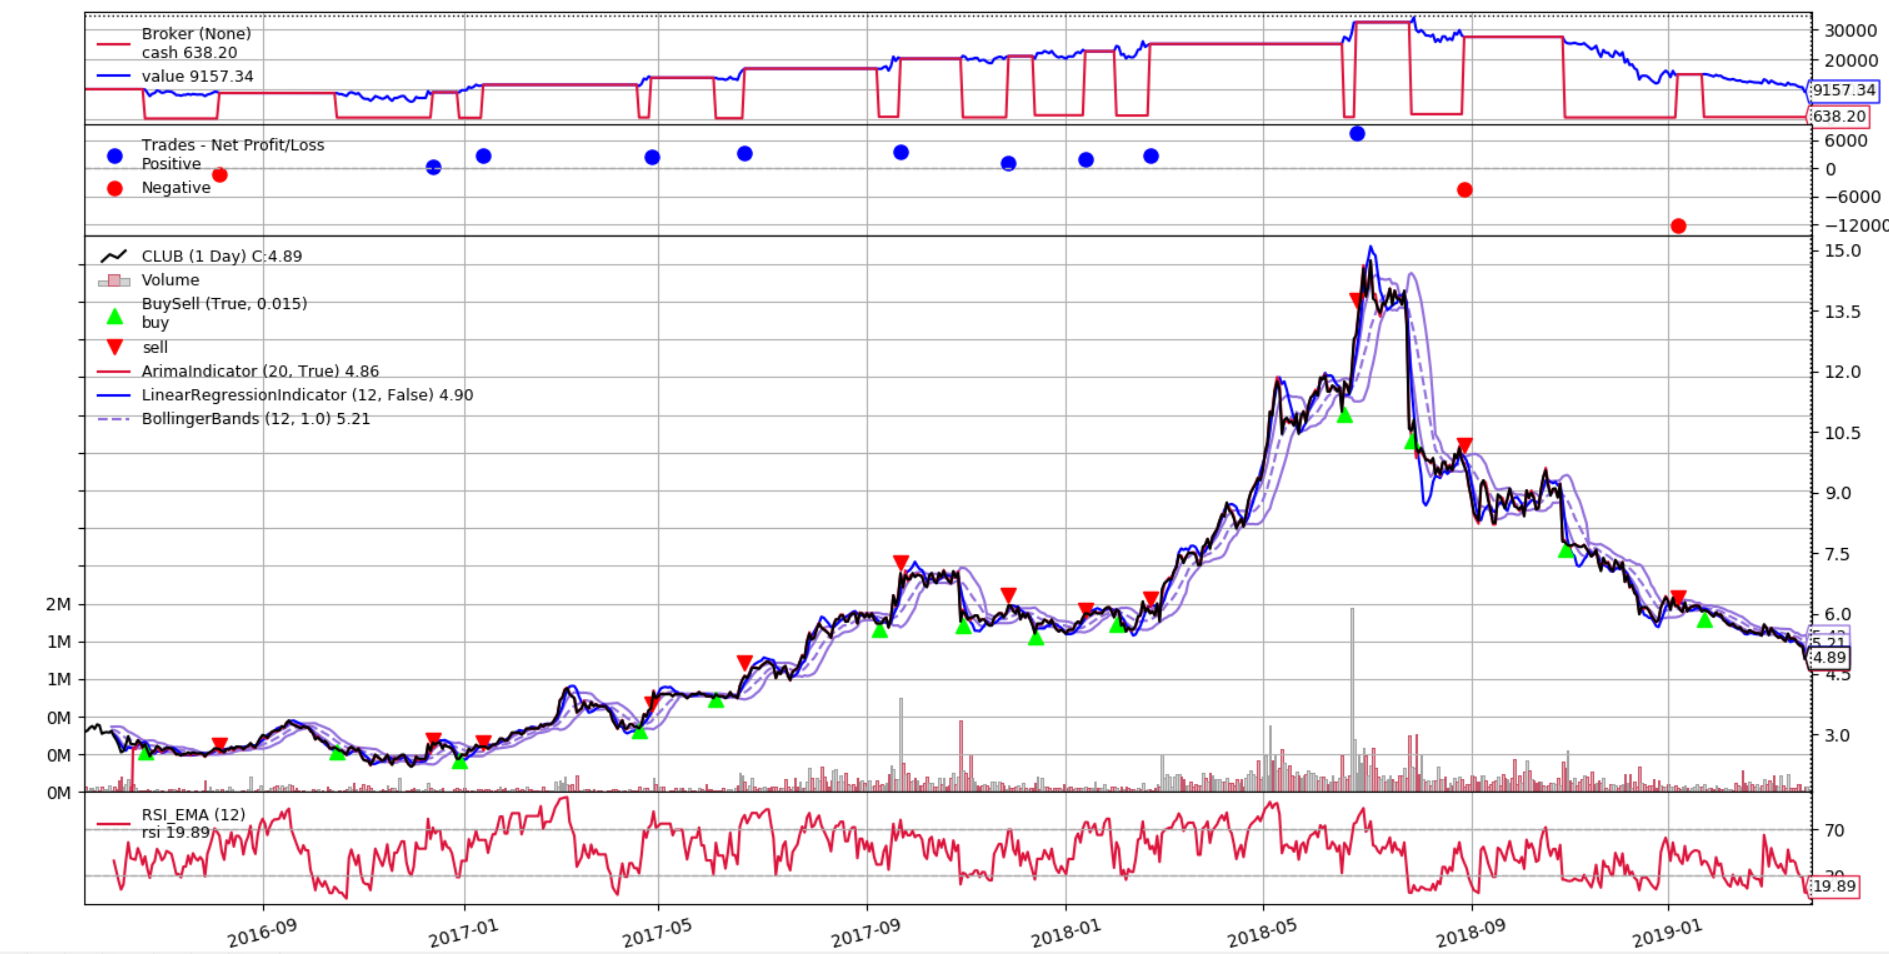 Broker (None)
cash 638.20
value 9157.34
30000
20000
9157.34
638.20
Trades - Net Profit/Loss
Positive
Negative
6000
0
−6000
−12000
CLUB (1 Day) C:4.89
Volume
BuySell (True, 0.015)
buy
sell
ArimaIndicator (20, True) 4.86
LinearRegressionIndicator (12, False) 4.90
BollingerBands (12, 1.0) 5.21
15.0
13.5
12.0
10.5
9.0
7.5
6.0
5.21
4.89
4.5
3.0
2M
1M
1M
0M
0M
0M
RSI_EMA (12)
rsi 19.89
70
30
19.89
2016-09
2017-01
2017-05
2017-09
2018-01
2018-05
2018-09
2019-01